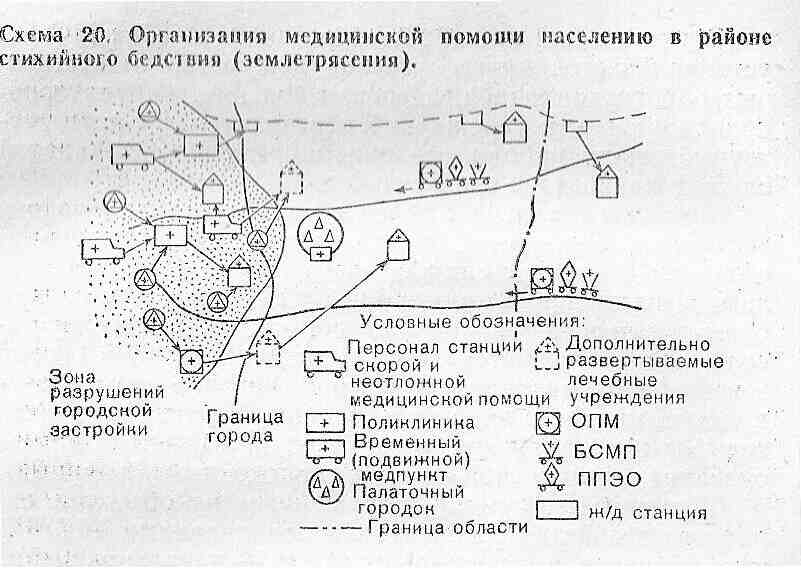 Схема 20. Организация медицинской помощи населению в районе
стихийного бедствия (землетрясения).
Зона
разрушений
городской
застройки
Граница
города
Условные обозначения:
Персонал станции
скорой и
неотложной
медицинской помощи
Поликлиника
Временный
(подвижной)
медпункт
Палаточный
городок
Граница области
Дополнительно
развертываемые
лечебные
учреждения
ОПМ
БСМП
ППЭО
ж/д станция